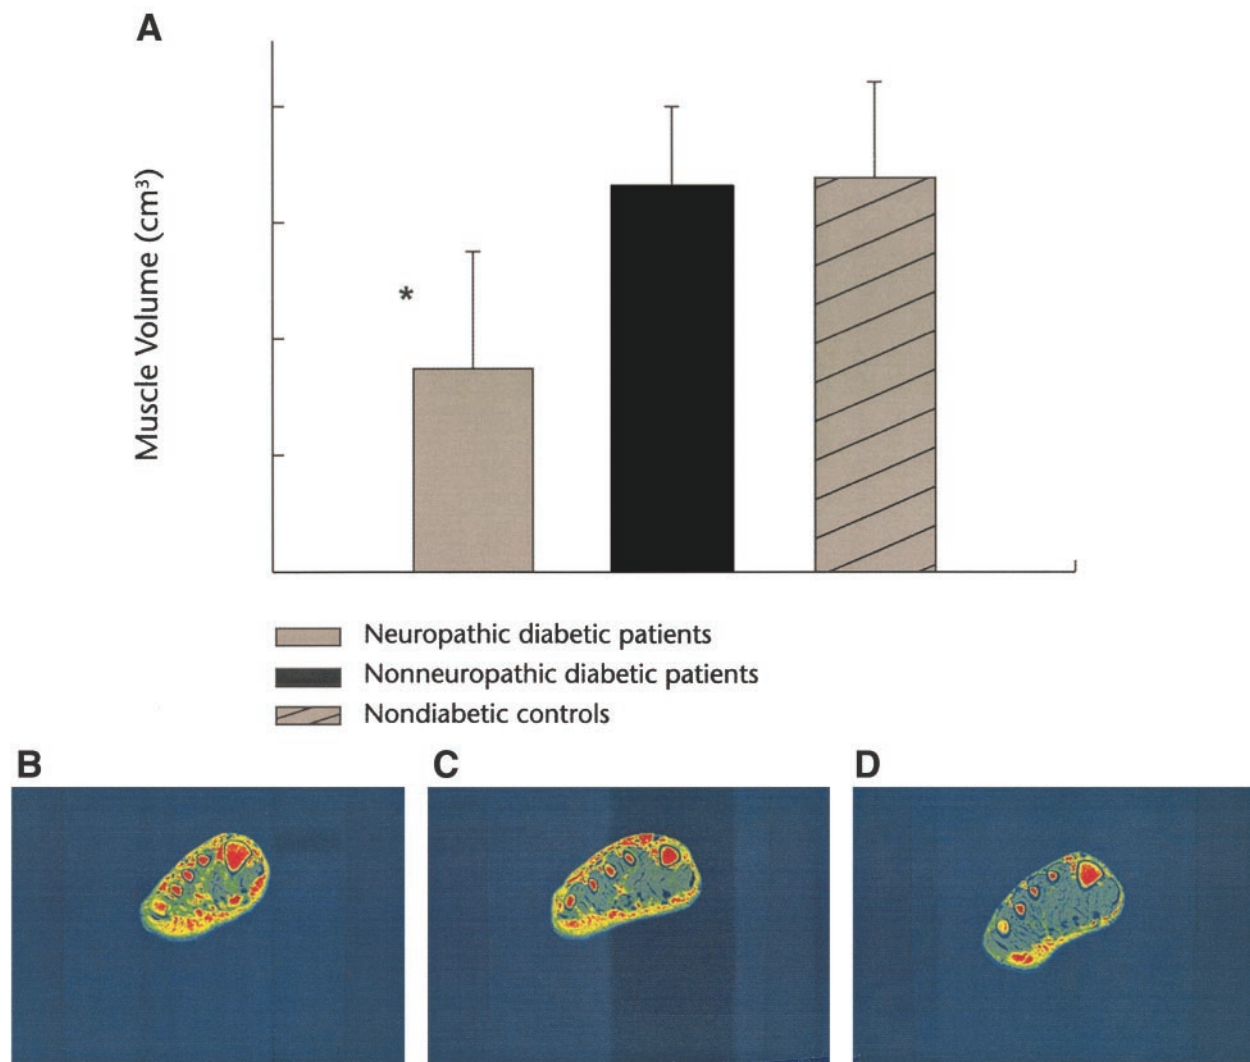 A
Muscle Volume (cm³)
*
Neuropathic diabetic patients
Nonneuropathic diabetic patients
Nondiabetic controls
B
C
D